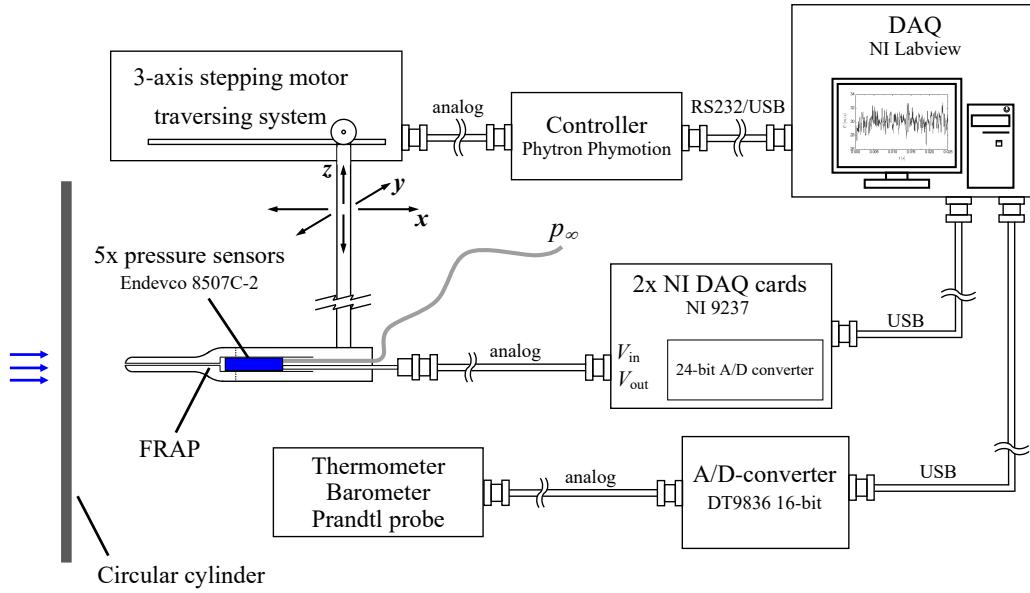 3-axis stepping motor
traversing system
analog
Controller
Phytron Phymotion
RS232/USB
DAQ
NI Labview
z
y
x
5x pressure sensors
Endevco 8507C-2
p∞
2x NI DAQ cards
NI 9237
Vin
Vout
24-bit A/D converter
USB
analog
FRAP
Thermometer
Barometer
Prandtl probe
analog
A/D-converter
DT9836 16-bit
USB
Circular cylinder